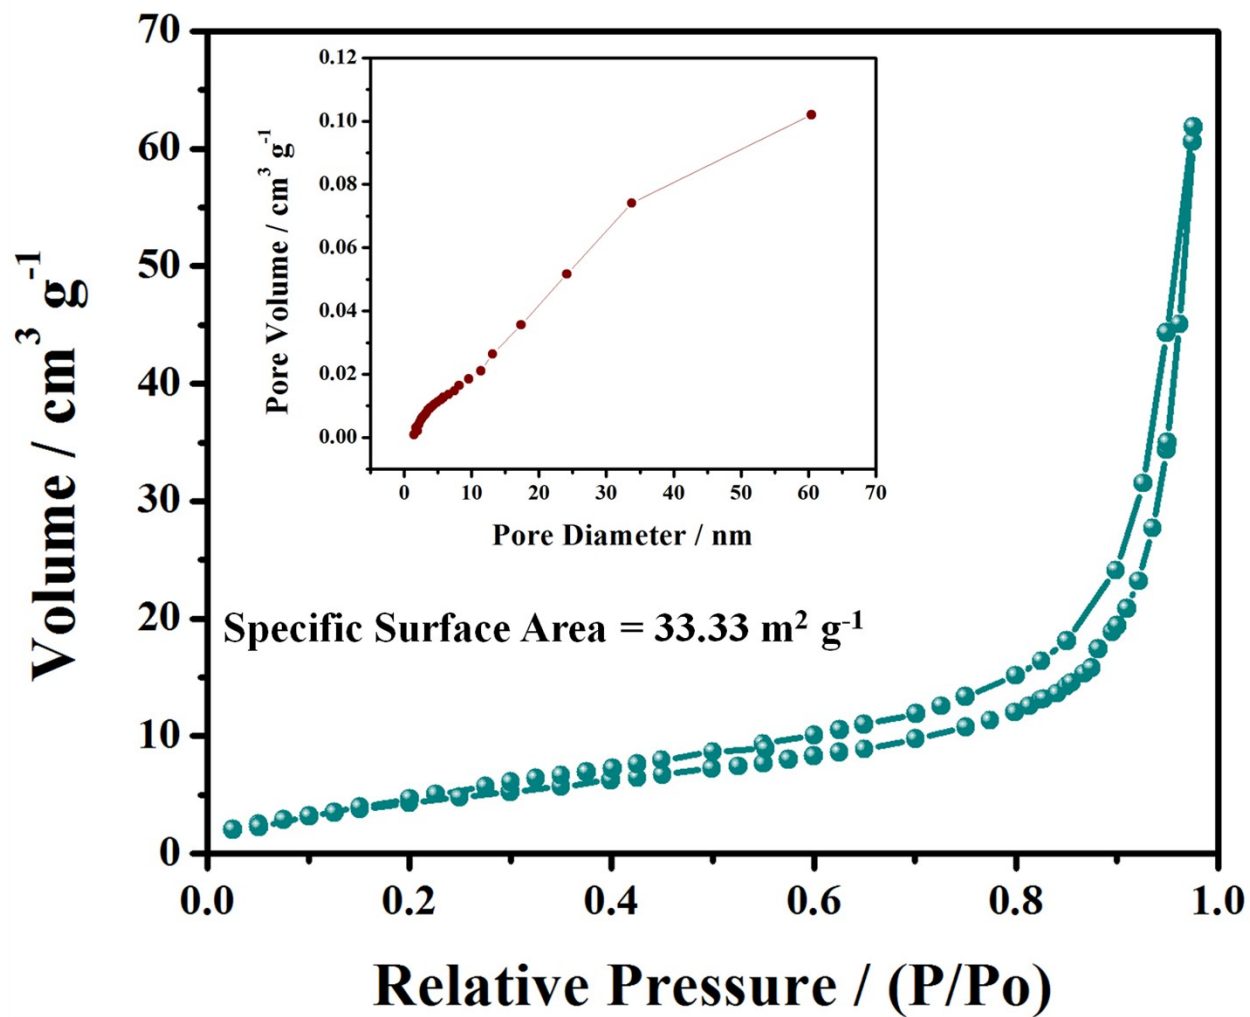 70
60
50
40
30
20
10
0
Volume / cm³ g⁻¹
0.12
0.10
0.08
0.06
0.04
0.02
0.00
Pore Volume / cm³ g⁻¹
0 10 20 30 40 50 60 70
Pore Diameter / nm
Specific Surface Area = 33.33 m² g⁻¹
0.0 0.2 0.4 0.6 0.8 1.0
Relative Pressure / (P/Po)